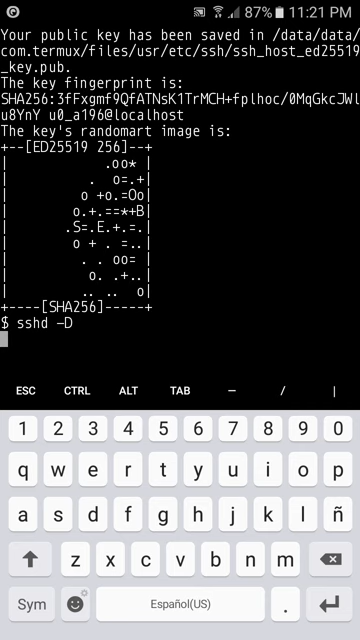 87% 11:21 PM
Your public key has been saved in /data/data/
com.termux/files/usr/etc/ssh/ssh_host_ed25519
_key.pub.
The key fingerprint is:
SHA256:3fFxgmf9QfATNsK1TrMCH+fplhoc/0MqGkcJWl
u8YnY u0_a196@localhost
The key's randomart image is:
+--[ED25519 256]--+
|            .oo* |
|          .  o=.+|
|         o +o.=Oo|
|        o.+.==*+B|
|       .S=.E.+.=.|
|        o + . =..|
|         . . oo= |
|          o. .+..|
|         .. ..  o|
+----[SHA256]-----+
$ sshd -D
ESC CTRL ALT TAB – / |
1 2 3 4 5 6 7 8 9 0
q w e r t y u i o p
a s d f g h j k l ñ
z x c v b n m
Sym Español(US) .